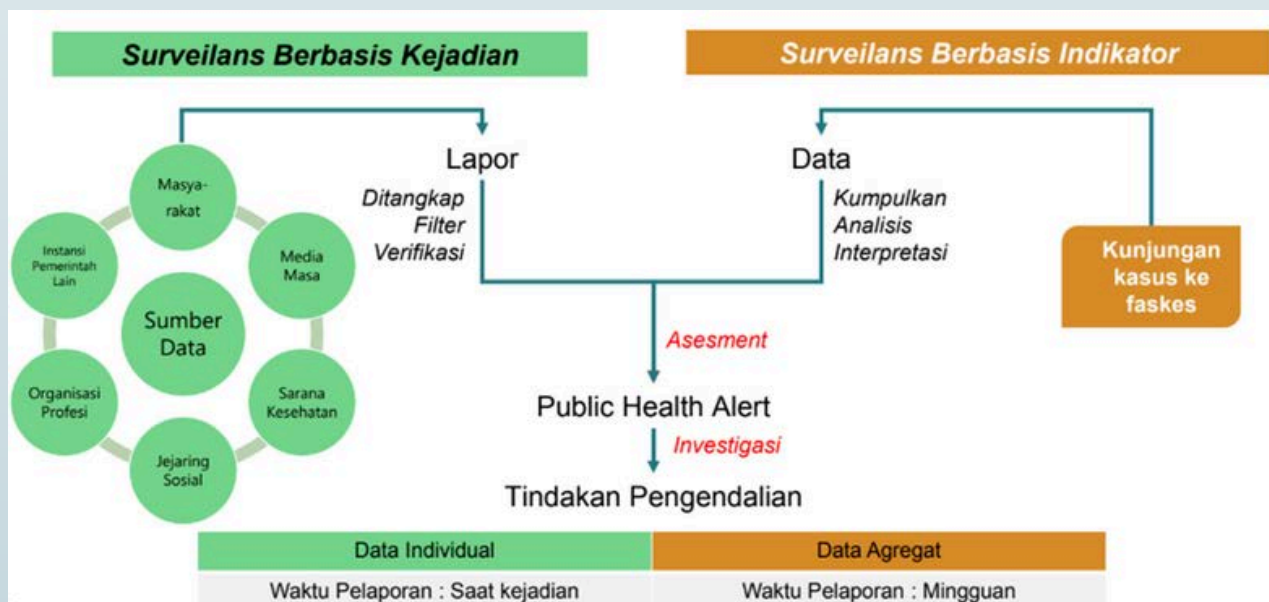 Surveilans Berbasis Kejadian
Surveilans Berbasis Indikator
Lapor
Ditangkap
Filter
Verifikasi
Data
Kumpulkan
Analisis
Interpretasi
Masya-
rakat
Media
Masa
Sarana
Kesehatan
Jejaring
Sosial
Organisasi
Profesi
Instansi
Pemerintah
Lain
Sumber
Data
Kunjungan
kasus ke
faskes
Asesment
Public Health Alert
Investigasi
Tindakan Pengendalian
Data Individual
Data Agregat
Waktu Pelaporan : Saat kejadian
Waktu Pelaporan : Mingguan